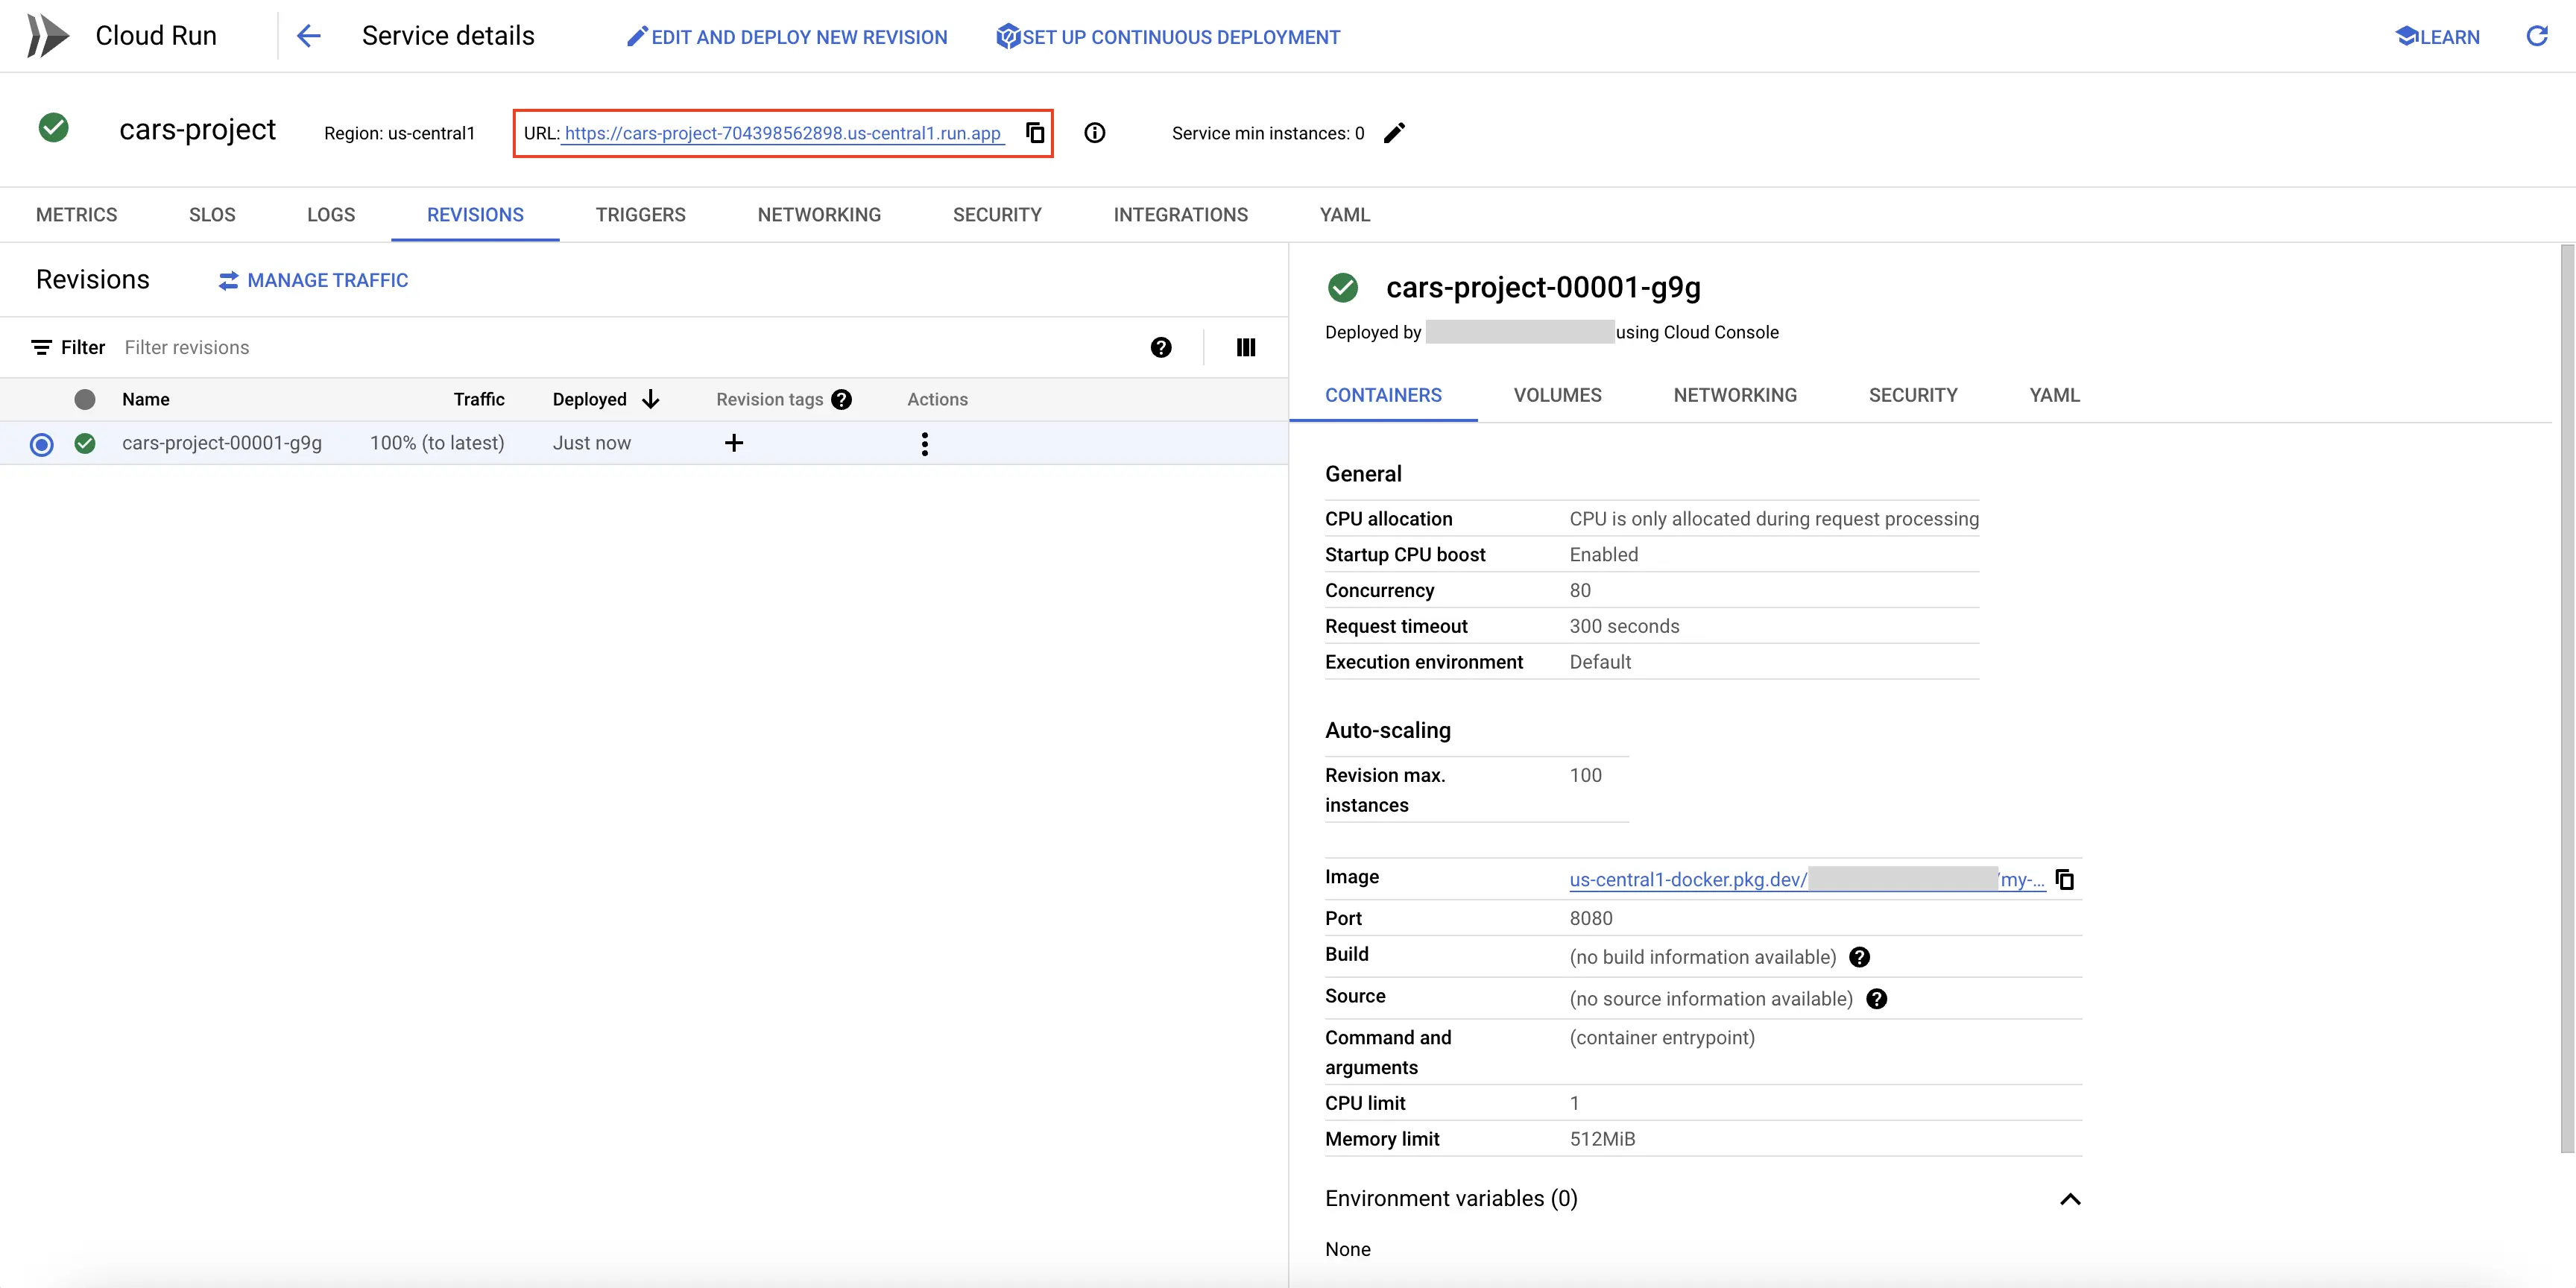 Cloud Run
Service details
EDIT AND DEPLOY NEW REVISION
SET UP CONTINUOUS DEPLOYMENT
LEARN
cars-project
Region: us-central1
URL: https://cars-project-704398562898.us-central1.run.app
Service min instances: 0
METRICS
SLOS
LOGS
REVISIONS
TRIGGERS
NETWORKING
SECURITY
INTEGRATIONS
YAML
Revisions
MANAGE TRAFFIC
Filter Filter revisions
Name Traffic Deployed Revision tags Actions
cars-project-00001-g9g 100% (to latest) Just now
cars-project-00001-g9g
Deployed by using Cloud Console
CONTAINERS
VOLUMES
NETWORKING
SECURITY
YAML
General
CPU allocation CPU is only allocated during request processing
Startup CPU boost Enabled
Concurrency 80
Request timeout 300 seconds
Execution environment Default
Auto-scaling
Revision max. 100
instances
Image us-central1-docker.pkg.dev/ /my-...
Port 8080
Build (no build information available)
Source (no source information available)
Command and (container entrypoint)
arguments
CPU limit 1
Memory limit 512MiB
Environment variables (0)
None